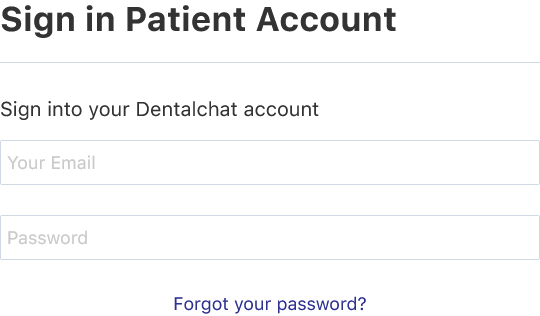 Sign in Patient Account
Sign into your Dentalchat account
Your Email
Password
Forgot your password?